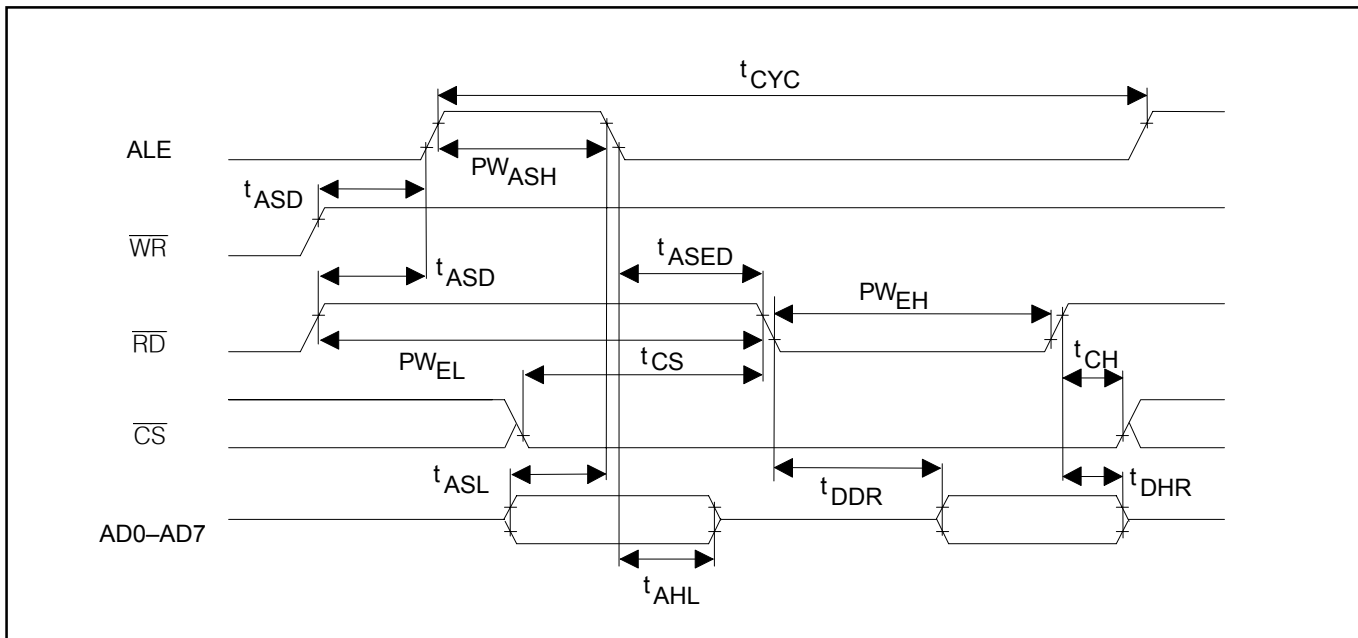 tCYC
ALE
PWASH
tASD
WR
tASED
tASD
PWEH
RD
PWEL
tCS
tCH
CS
tASL
tDDR
tDHR
AD0–AD7
tAHL